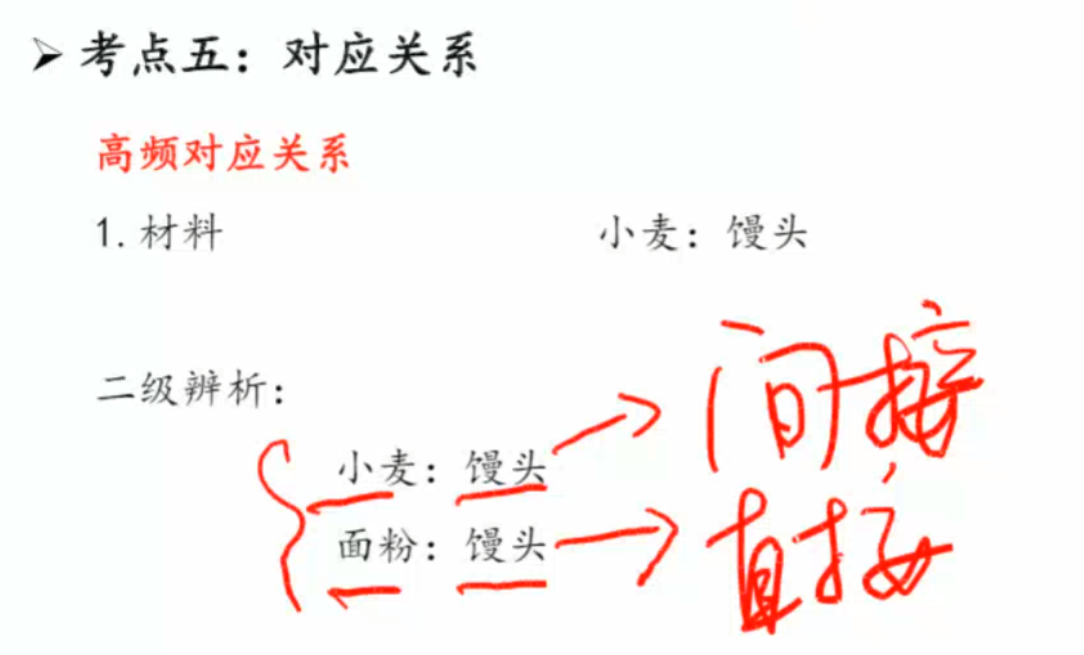 ➢ 考点五：对应关系
高频对应关系
1. 材料 小麦：馒头
二级辨析：
小麦：馒头 → 间接
面粉：馒头 → 直接